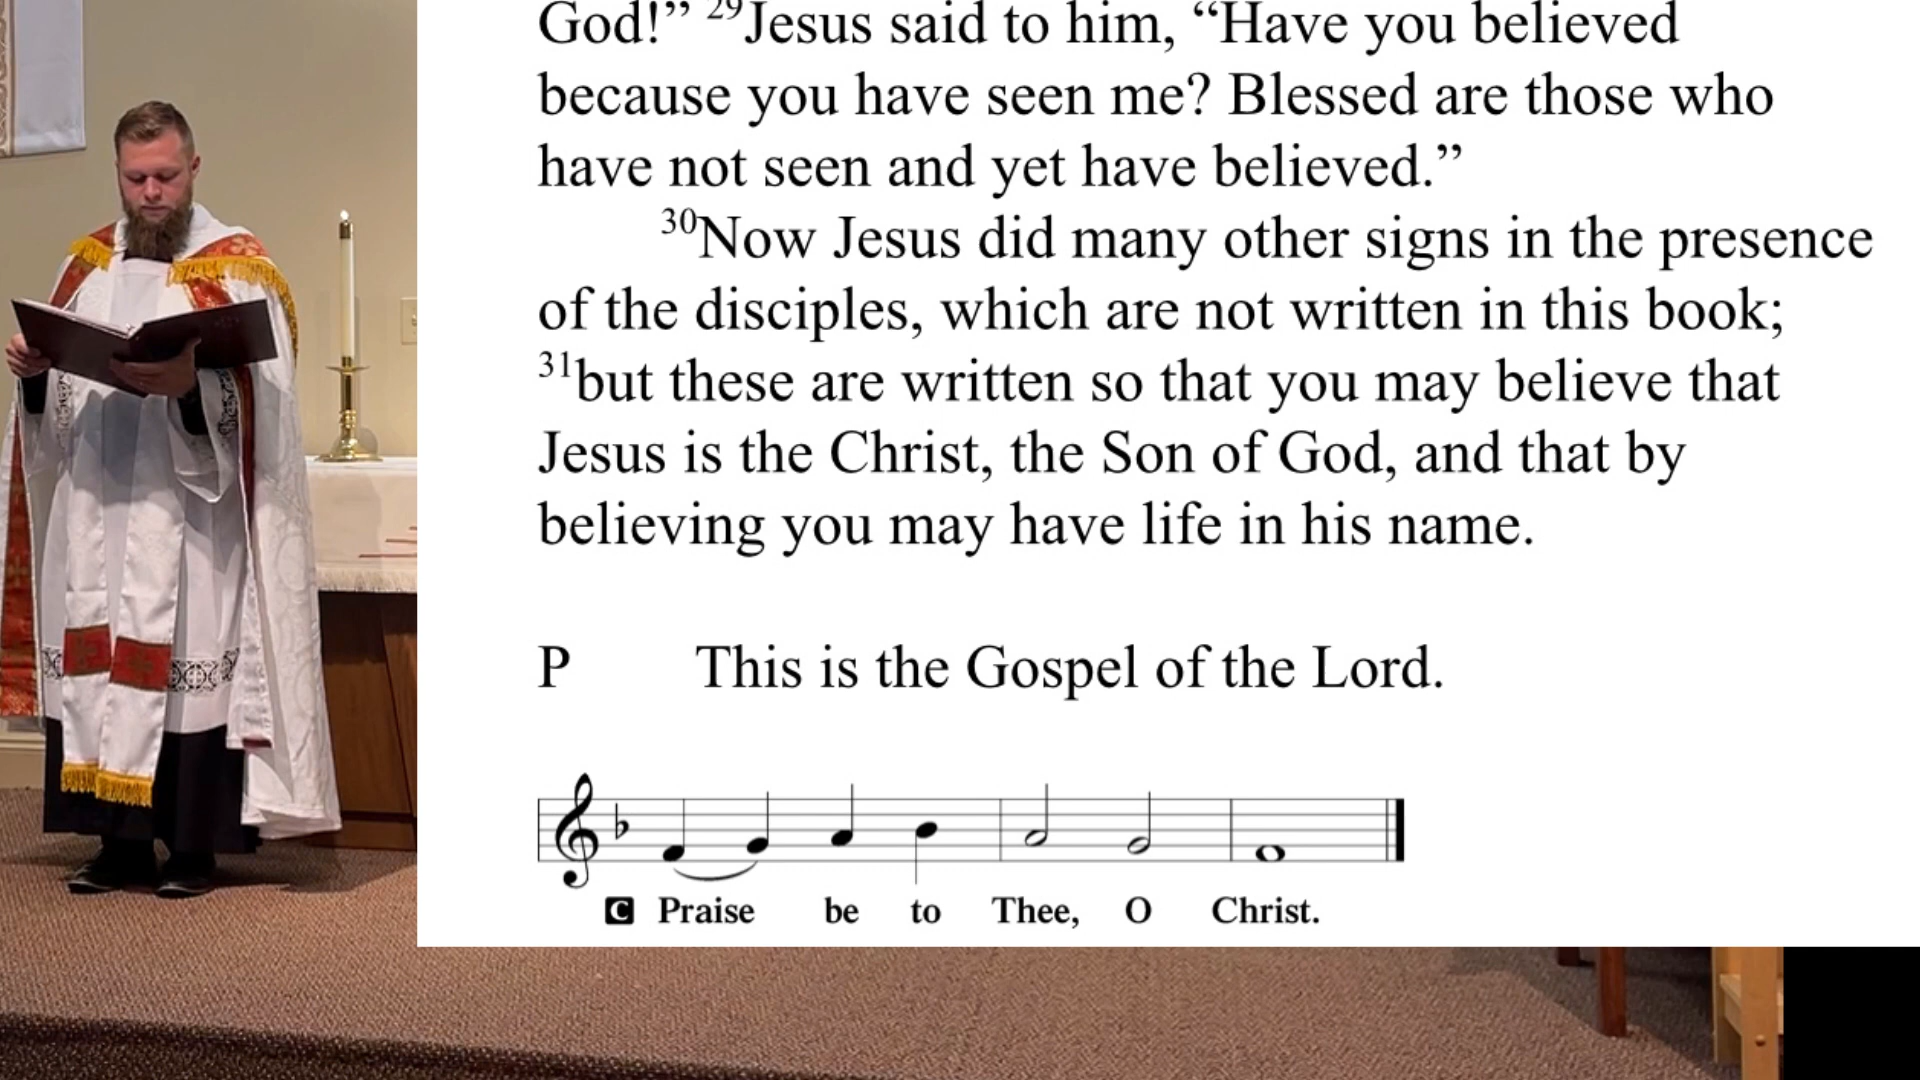 God!” ²⁹Jesus said to him, “Have you believed
because you have seen me? Blessed are those who
have not seen and yet have believed.”
³⁰Now Jesus did many other signs in the presence
of the disciples, which are not written in this book;
³¹but these are written so that you may believe that
Jesus is the Christ, the Son of God, and that by
believing you may have life in his name.
P This is the Gospel of the Lord.
C Praise be to Thee, O Christ.